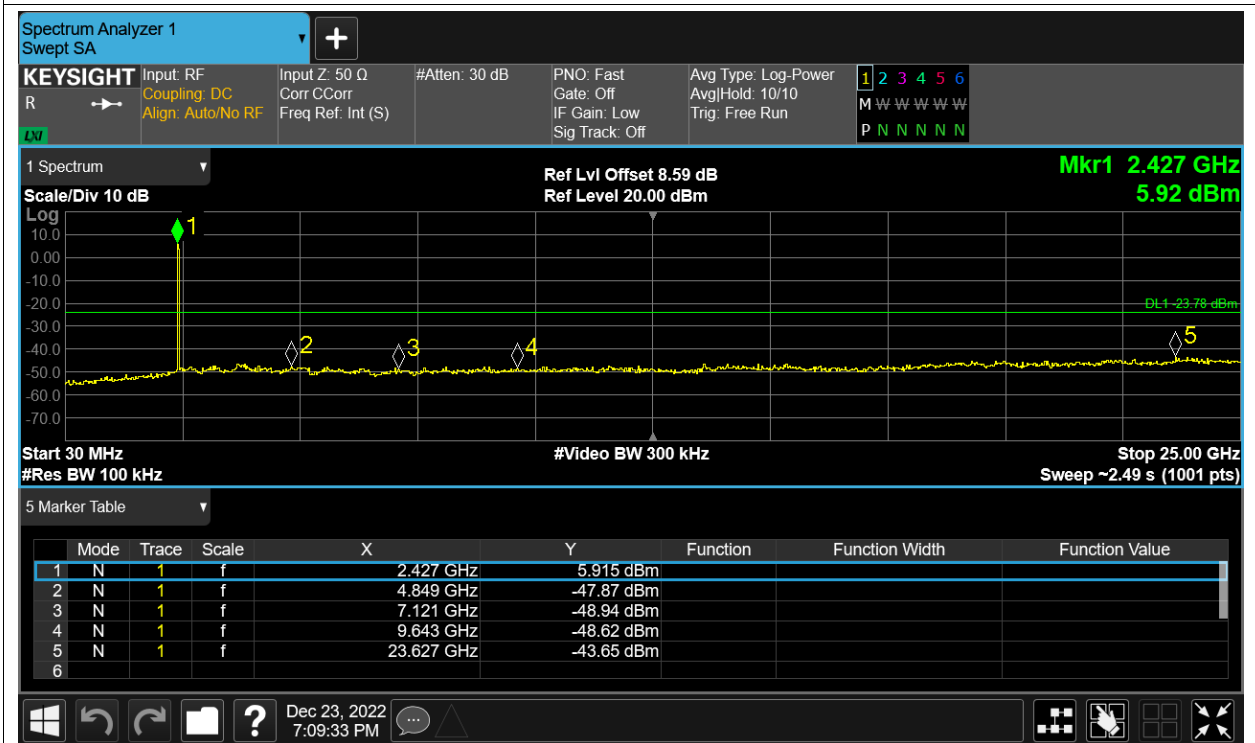 Spectrum Analyzer 1
Swept SA
KEYSIGHT Input: RF Input Z: 50 Ω #Atten: 30 dB PNO: Fast Avg Type: Log-Power 1 2 3 4 5 6
R Coupling: DC Corr CCorr Gate: Off Avg|Hold: 10/10 M W W W W W
Align: Auto/No RF Freq Ref: Int (S) IF Gain: Low Trig: Free Run
LXI Sig Track: Off P N N N N N
1 Spectrum Ref Lvl Offset 8.59 dB Mkr1 2.427 GHz
Scale/Div 10 dB Ref Level 20.00 dBm 5.92 dBm
Log
1
10.0
0.00
-10.0
-20.0 DL1 -23.78 dBm
-30.0
2 3 4 5
-40.0
-50.0
-60.0
-70.0
Start 30 MHz #Video BW 300 kHz Stop 25.00 GHz
#Res BW 100 kHz Sweep ~2.49 s (1001 pts)
5 Marker Table
Mode Trace Scale X Y Function Function Width Function Value
1 N 1 f 2.427 GHz 5.915 dBm
2 N 1 f 4.849 GHz -47.87 dBm
3 N 1 f 7.121 GHz -48.94 dBm
4 N 1 f 9.643 GHz -48.62 dBm
5 N 1 f 23.627 GHz -43.65 dBm
6
? Dec 23, 2022
7:09:33 PM